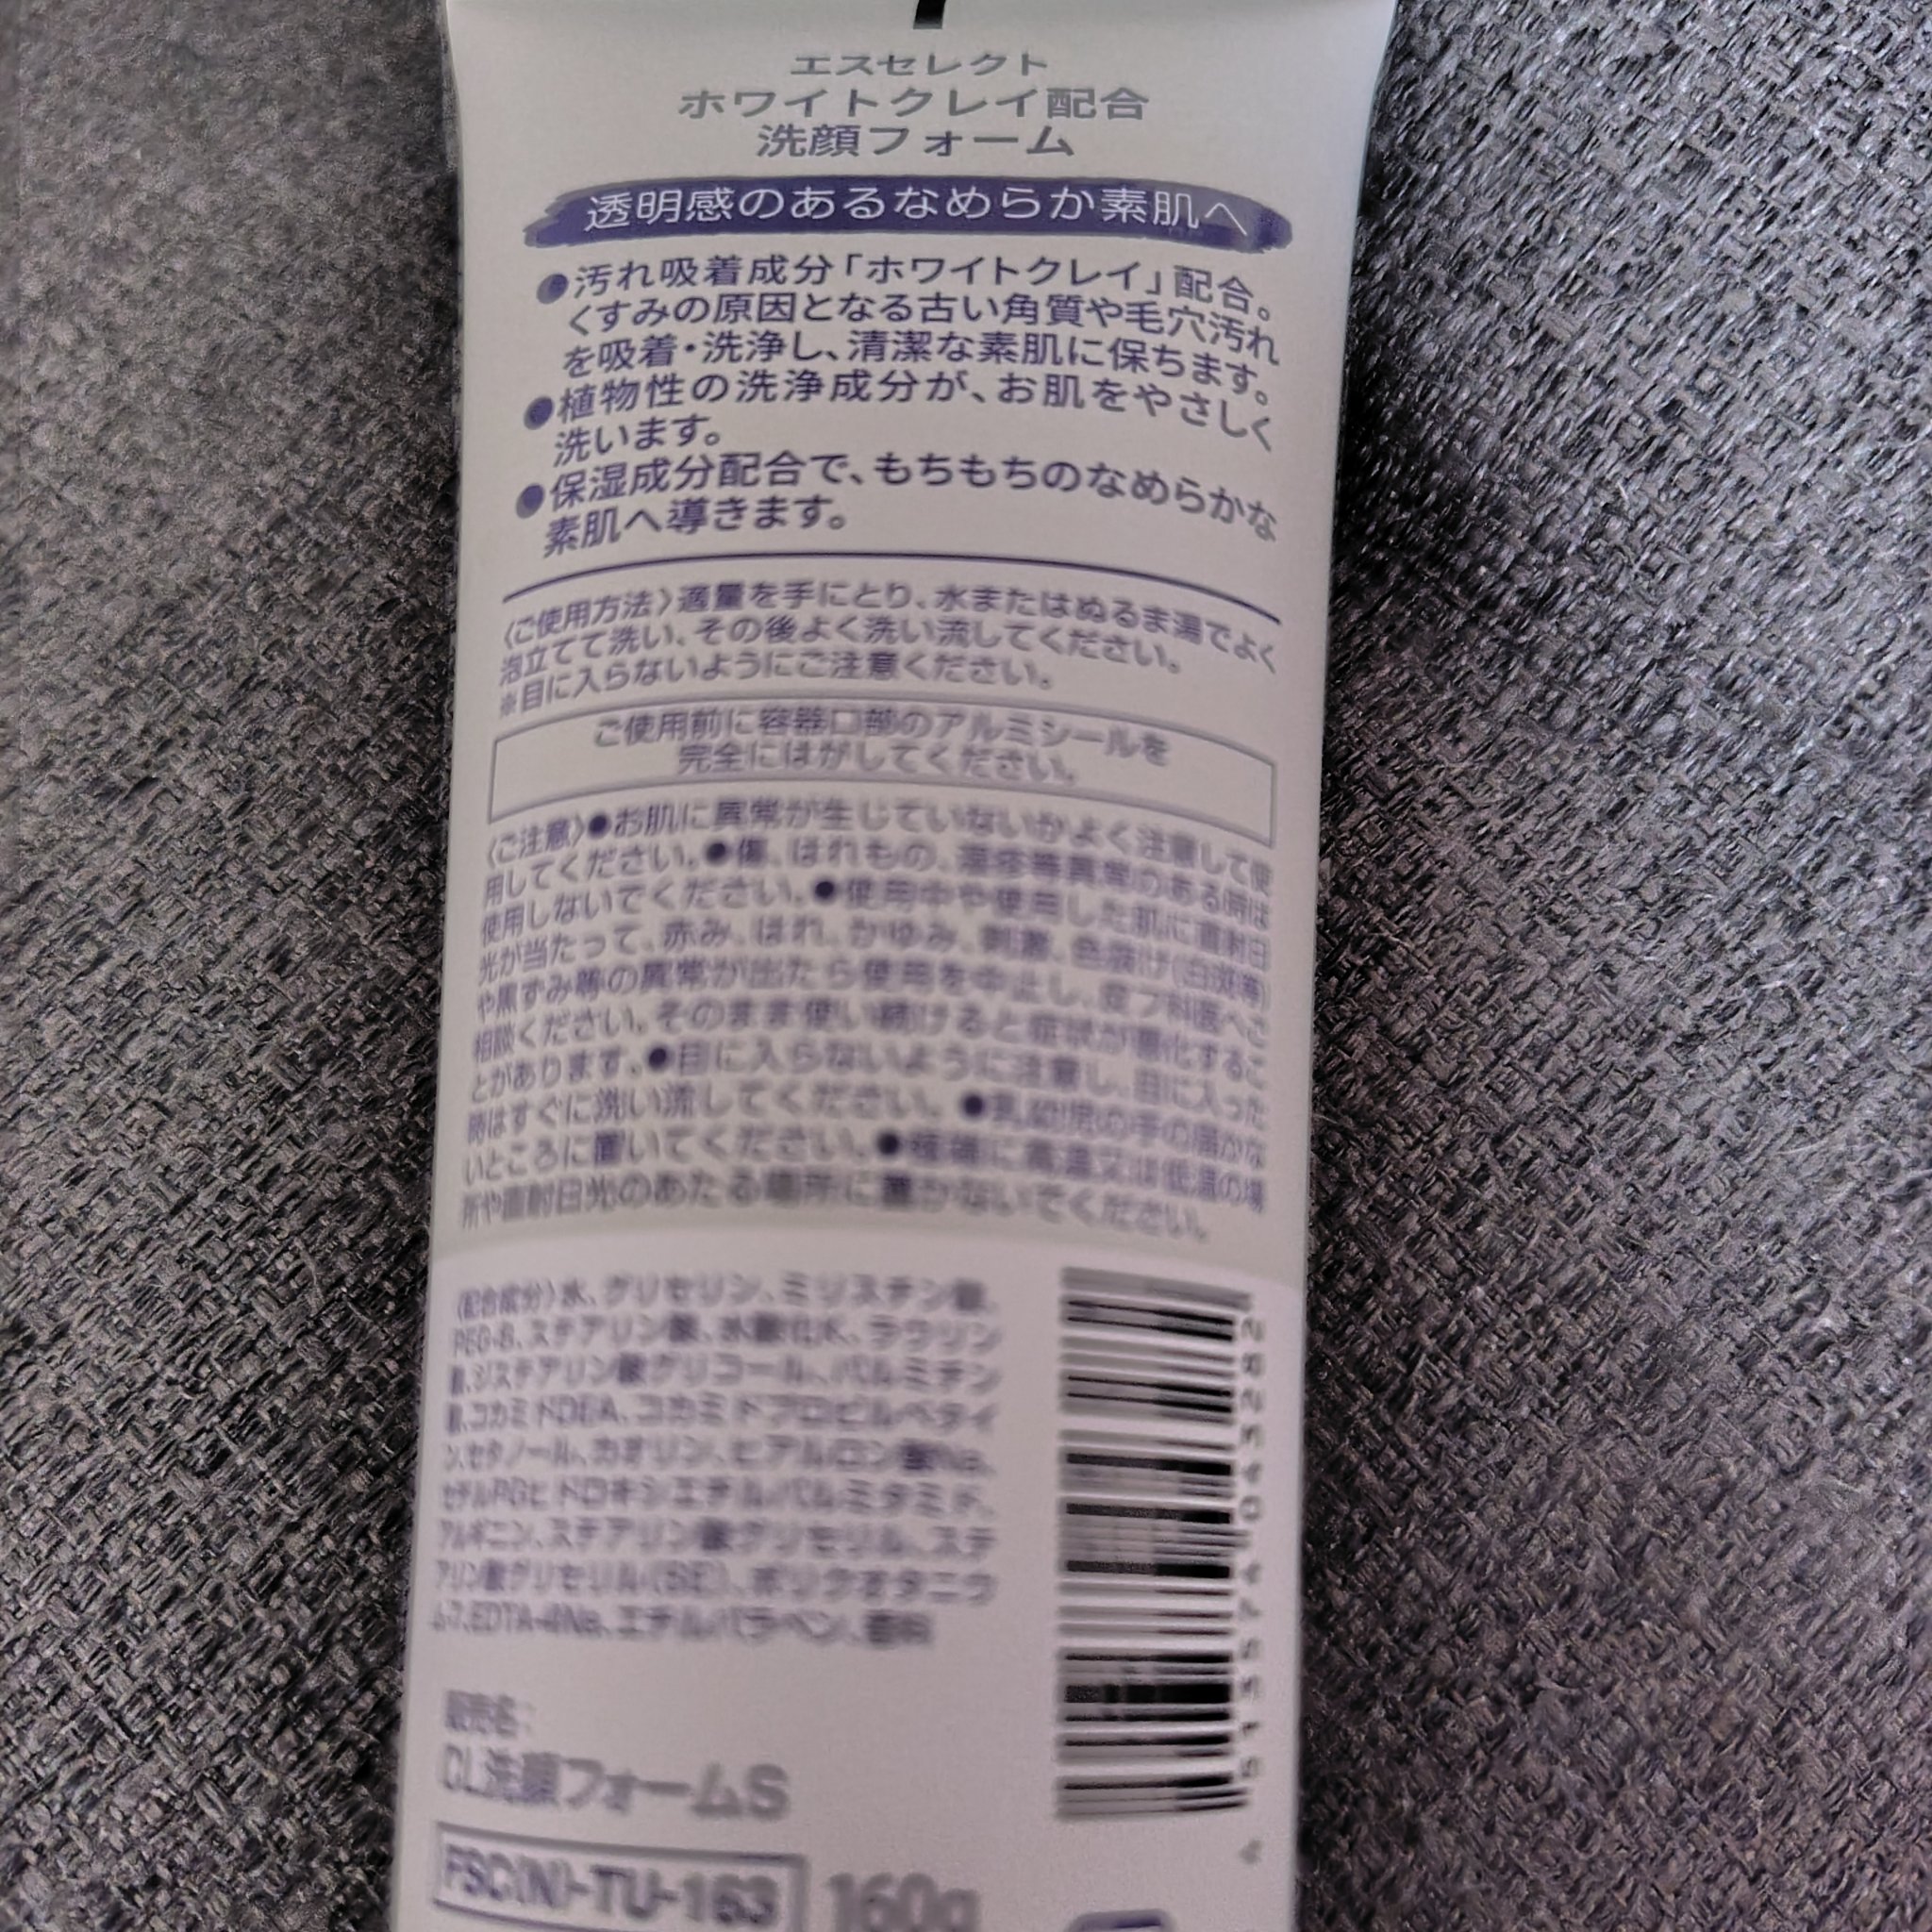 エスセレクト
ホワイトクレイ配合
洗顔フォーム
透明感のあるなめらか素肌へ
●汚れ吸着成分「ホワイトクレイ」配合。
くすみの原因となる古い角質や毛穴汚れ
を吸着・洗浄し、清潔な素肌に保ちます。
●植物性の洗浄成分が、お肌をやさしく
洗います。
●保湿成分配合で、もちもちのなめらかな
素肌へ導きます。
〈ご使用方法〉適量を手にとり、水またはぬるま湯でよく
泡立てて洗い、その後よく洗い流してください。
※目に入らないようにご注意ください。
ご使用前に容器口部のアルミシールを
完全にはがしてください。
〈ご注意〉●お肌に異常が生じていないかよく注意して使
用してください。●傷、はれもの、湿疹等異常のある時は
使用しないでください。●使用中や使用した肌に直射日
光が当たって、赤み、はれ、かゆみ、刺激、色抜け(白斑等)
や黒ずみ等の異常が出たら使用を中止し、皮フ科医へご
相談ください。そのまま使い続けると症状が悪化するこ
とがあります。●目に入らないように注意し、目に入った
時はすぐに洗い流してください。●乳幼児の手の届かな
いところに置いてください。●極端に高温又は低温の場
所や直射日光のあたる場所に置かないでください。
〈配合成分〉水、グリセリン、ミリスチン酸、
ステアリン酸、水酸化K、ラウリン
酸、ジステアリン酸グリコール、パルミチン
酸、コカミドDEA、コカミドプロピルベタイ
ン、セタノール、カオリン、ヒアルロン酸Na、
セチルPGヒドロキシエチルパルミタミド、
アルギニン、ステアリン酸グリセリル、ステ
アリン酸グリセリル(SE)、ポリクオタニウ
ム-7、EDTA-4Na、エチルパラベン、香料
販売名:
CL洗顔フォームS
FSC(N)-TU-163
160g